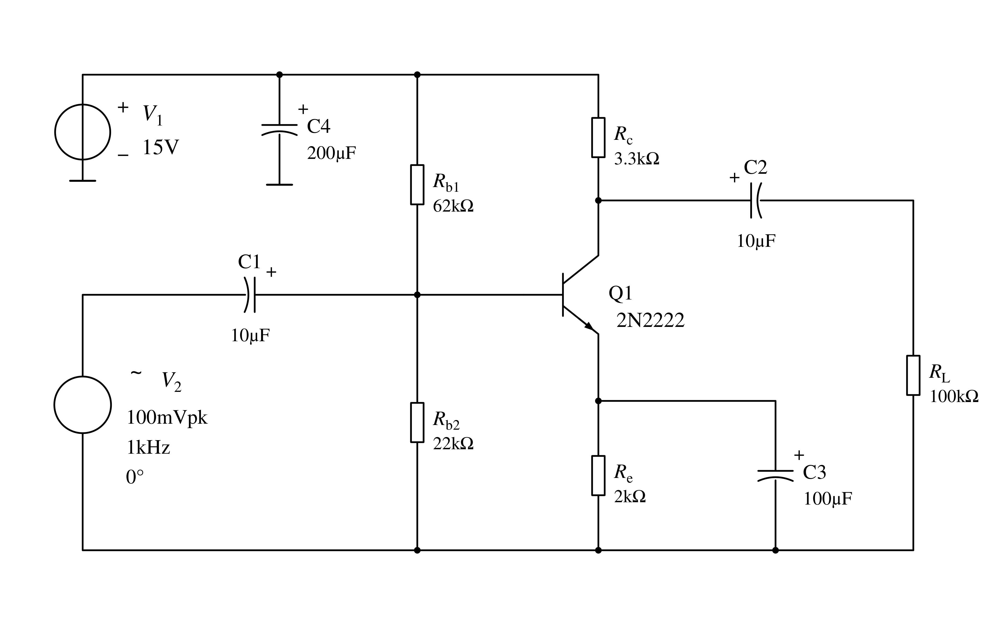 +
V1
15V
−
+
C4
200μF
Rc
3.3kΩ
Rb1
62kΩ
C2
+
10μF
C1
+
10μF
Q1
2N2222
~
V2
100mVpk
1kHz
0°
RL
100kΩ
Rb2
22kΩ
Re
2kΩ
+
C3
100μF